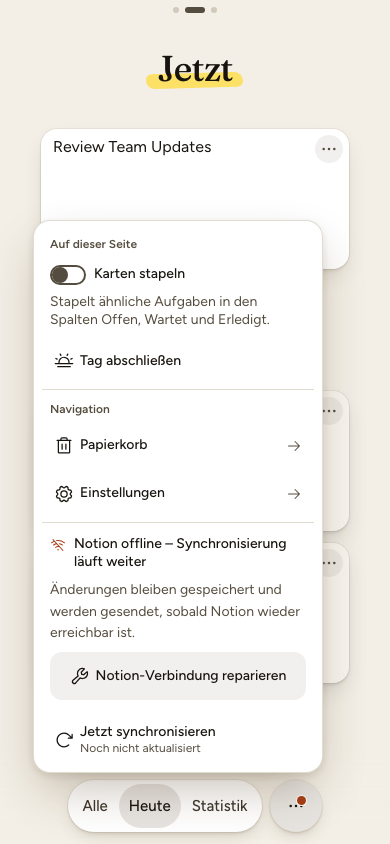 Jetzt
Review Team Updates
Auf dieser Seite
Karten stapeln
Stapelt ähnliche Aufgaben in den
Spalten Offen, Wartet und Erledigt.
Tag abschließen
Navigation
Papierkorb
Einstellungen
Notion offline – Synchronisierung
läuft weiter
Änderungen bleiben gespeichert und
werden gesendet, sobald Notion wieder
erreichbar ist.
Notion-Verbindung reparieren
Jetzt synchronisieren
Noch nicht aktualisiert
Alle Heute Statistik